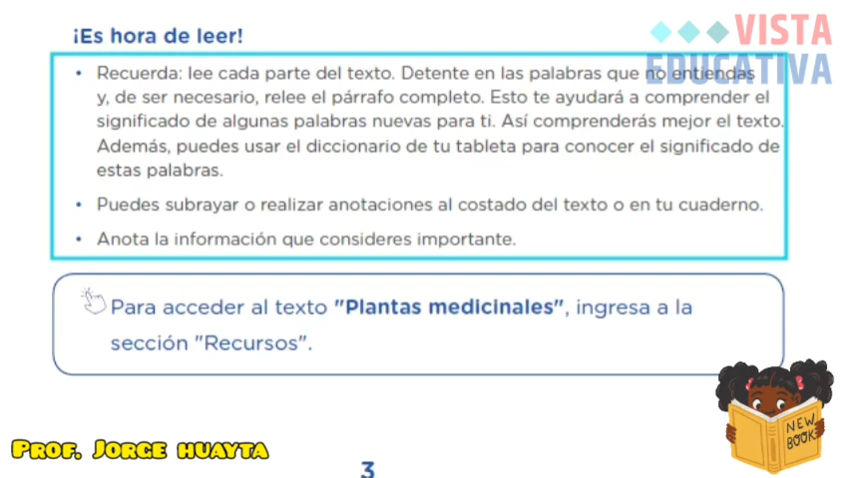 ¡Es hora de leer!
VISTA
EDUCATIVA
• Recuerda: lee cada parte del texto. Detente en las palabras que no entiendas
y, de ser necesario, relee el párrafo completo. Esto te ayudará a comprender el
significado de algunas palabras nuevas para ti. Así comprenderás mejor el texto.
Además, puedes usar el diccionario de tu tableta para conocer el significado de
estas palabras.
• Puedes subrayar o realizar anotaciones al costado del texto o en tu cuaderno.
• Anota la información que consideres importante.
Para acceder al texto "Plantas medicinales", ingresa a la
sección "Recursos".
NEW
BOOK
PROF. JORGE HUAYTA
3